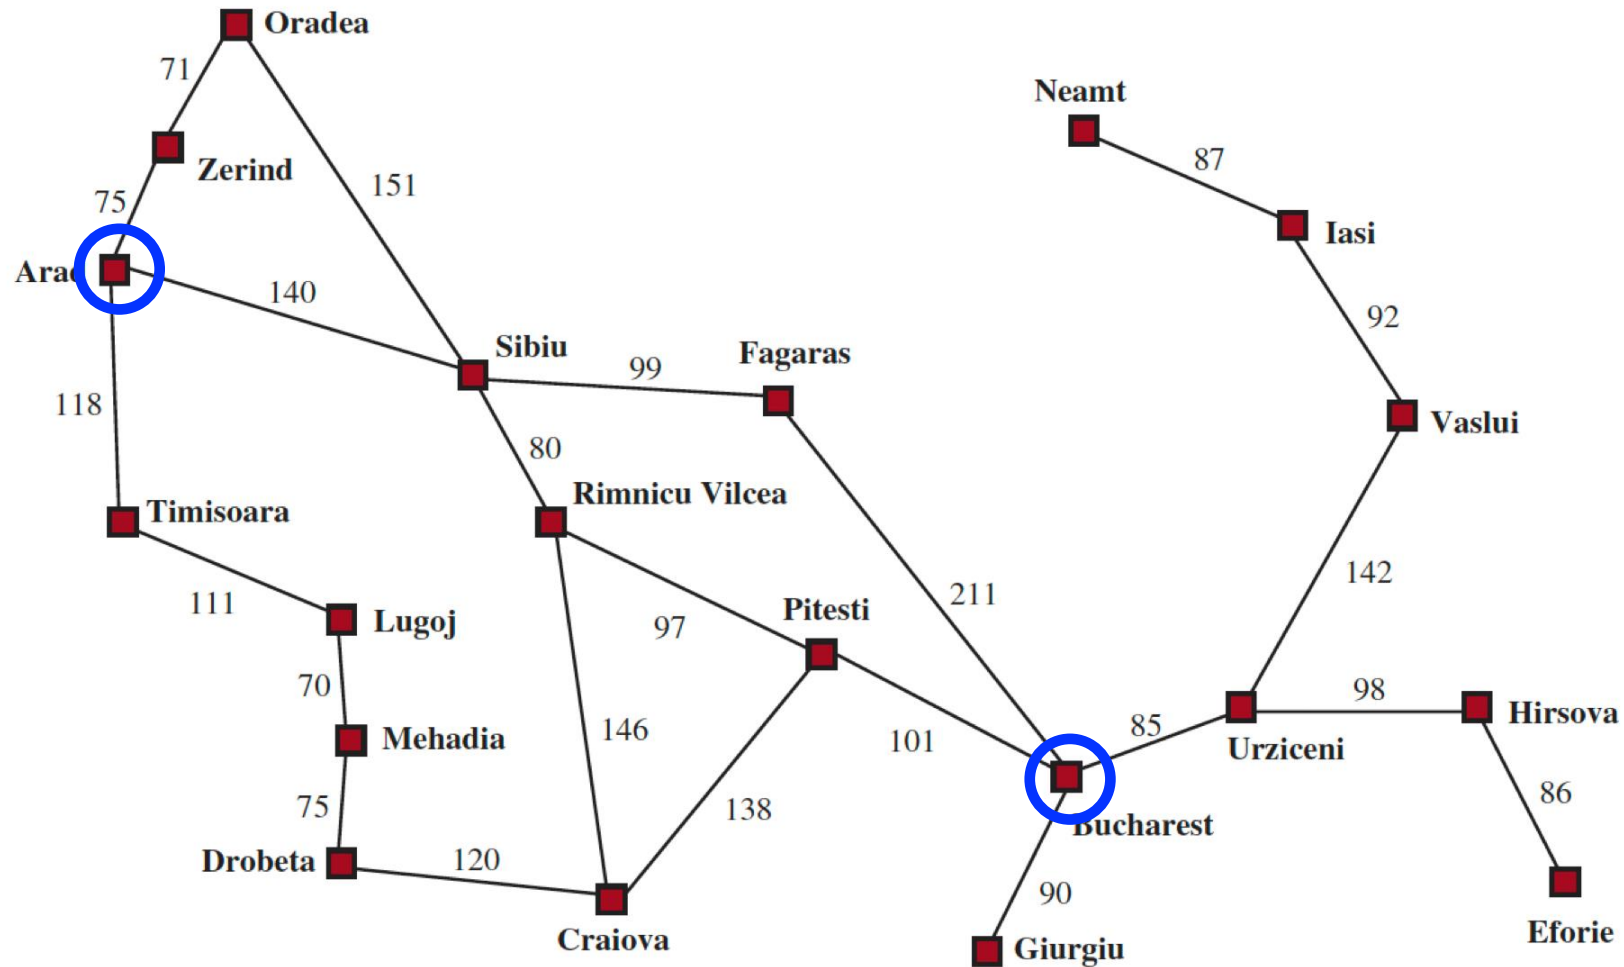 Oradea
71
Neamt
87
Zerind
151
75
Iasi
Arad
140
92
Sibiu
Fagaras
99
118
Vaslui
80
Rimnicu Vilcea
Timisoara
142
211
111
Pitesti
Lugoj
97
70
98
Hirsova
85
146
101
Mehadia
Urziceni
86
75
138
Bucharest
Drobeta
120
90
Craiova
Eforie
Giurgiu